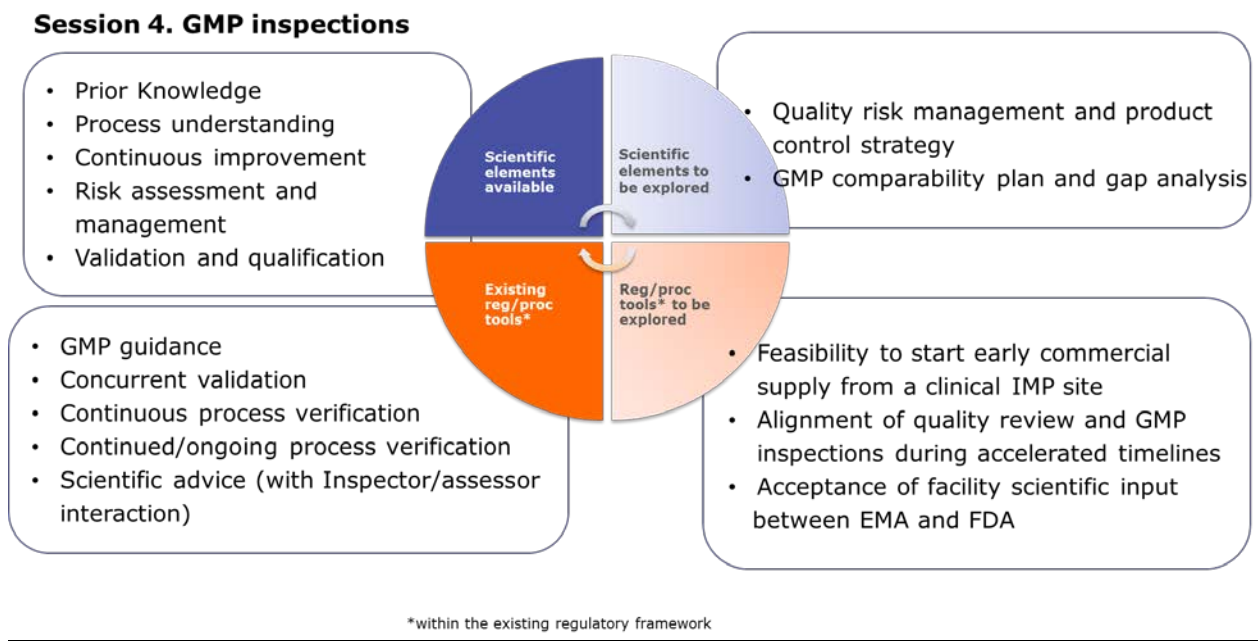 Session 4. GMP inspections
• Prior Knowledge
• Process understanding
• Continuous improvement
• Risk assessment and
management
• Validation and qualification
Scientific
elements
available
Scientific
elements to
be explored
• Quality risk management and product
control strategy
• GMP comparability plan and gap analysis
Existing
reg/proc
tools*
Reg/proc
tools* to be
explored
• GMP guidance
• Concurrent validation
• Continuous process verification
• Continued/ongoing process verification
• Scientific advice (with Inspector/assessor
interaction)
• Feasibility to start early commercial
supply from a clinical IMP site
• Alignment of quality review and GMP
inspections during accelerated timelines
• Acceptance of facility scientific input
between EMA and FDA
*within the existing regulatory framework